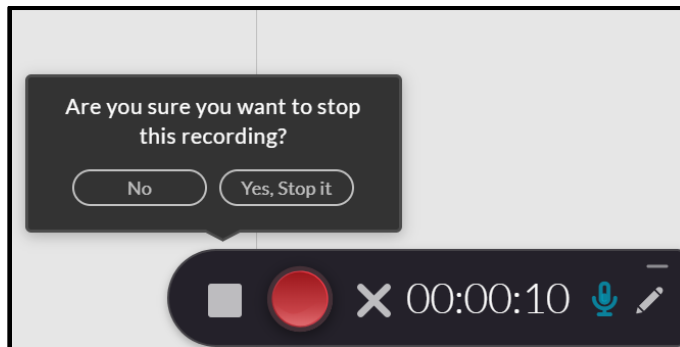 Are you sure you want to stop
this recording?
No
Yes, Stop it
00:00:10